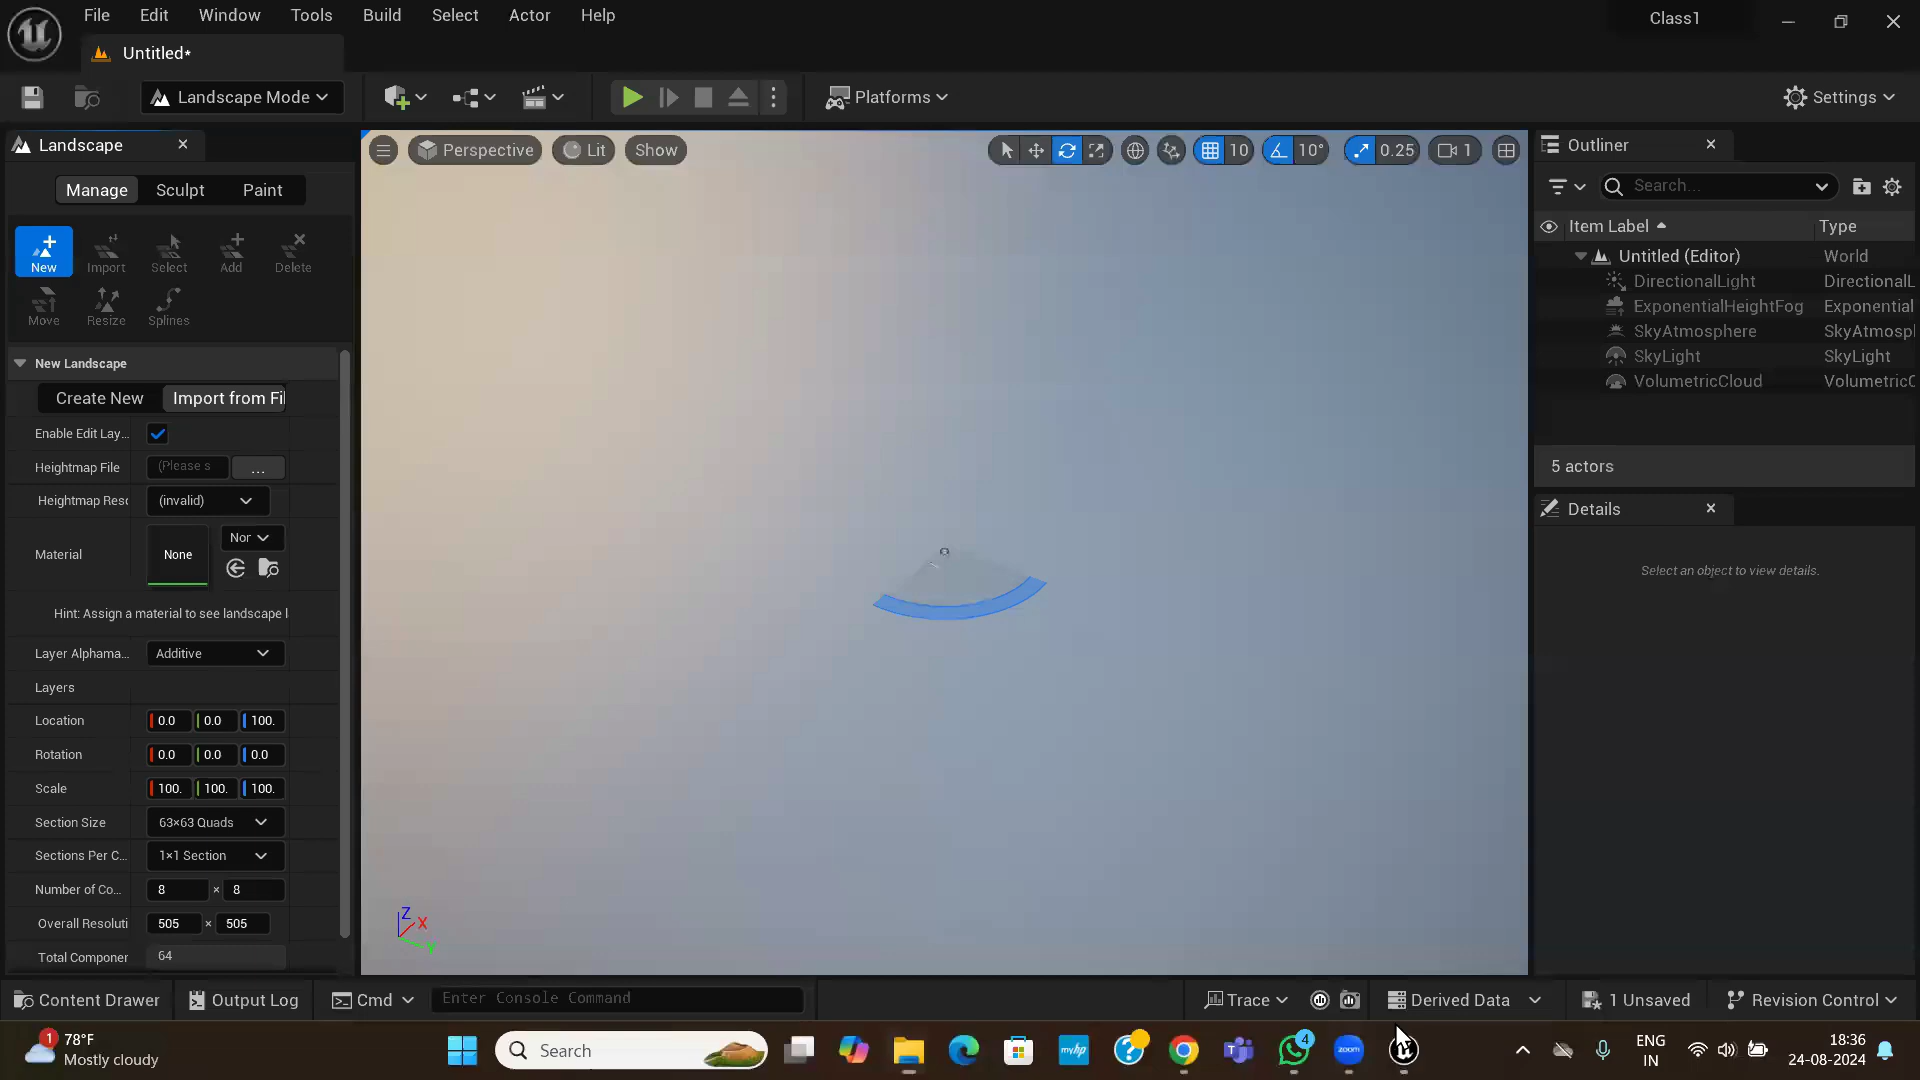 File Edit Window Tools Build Select Actor Help
Class1
Untitled*
Landscape Mode
Platforms
Settings
Landscape
Perspective Lit Show
10 10° 0.25 1
Outliner
Manage Sculpt Paint
Search...
Item Label Type
New Import Select Add Delete
Move Resize Splines
Untitled (Editor) World
DirectionalLight DirectionalL
ExponentialHeightFog Exponential
SkyAtmosphere SkyAtmosp
SkyLight SkyLight
VolumetricCloud VolumetricC
5 actors
Details
Select an object to view details.
New Landscape
Create New Import from Fi
Enable Edit Lay...
Heightmap File (Please s ...
Heightmap Res (invalid)
Material None Nor
Hint: Assign a material to see landscape l
Layer Alphama... Additive
Layers
Location 0.0 0.0 100.
Rotation 0.0 0.0 0.0
Scale 100. 100. 100.
Section Size 63×63 Quads
Sections Per C... 1×1 Section
Number of Co... 8 × 8
Overall Resoluti 505 × 505
Total Componer 64
Z X Y
Content Drawer Output Log Cmd Enter Console Command Trace Derived Data 1 Unsaved Revision Control
1 78°F
Mostly cloudy
Search
myhp
4
zoom
ENG
IN
18:36
24-08-2024